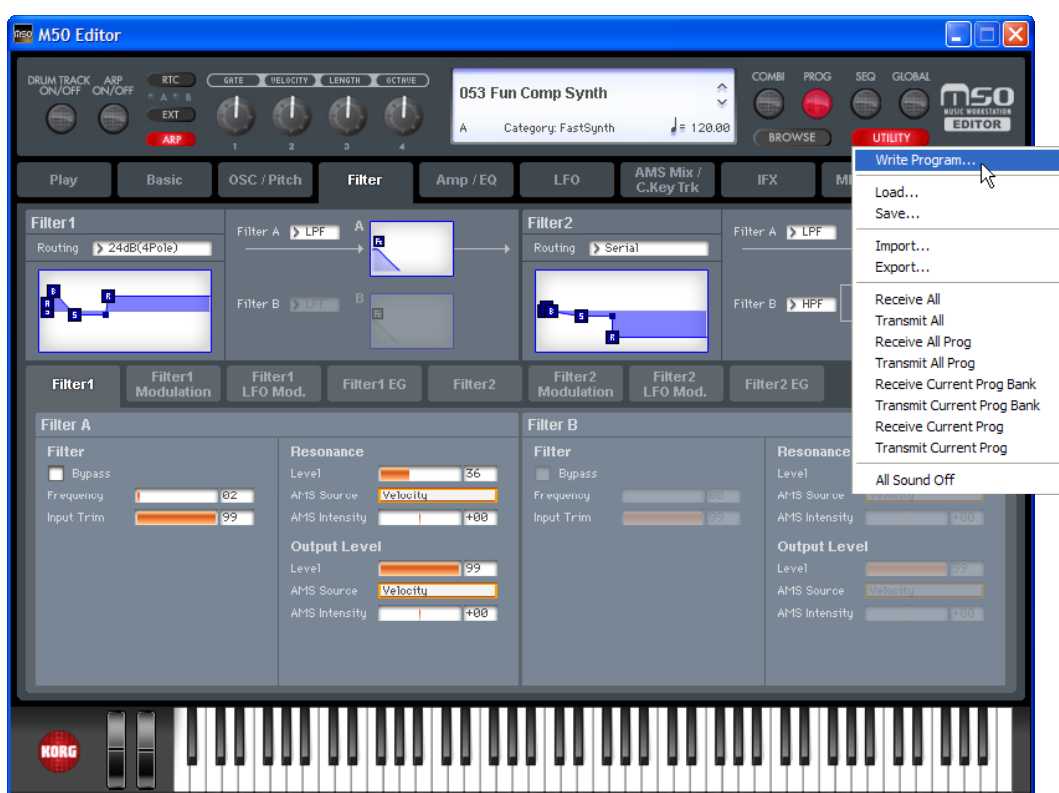 M50 Editor
DRUM TRACK ON/OFF
ARP ON/OFF
RTC
A B
EXT
ARP
GATE VELOCITY LENGTH OCTAVE
1 2 3 4
053 Fun Comp Synth
A Category: FastSynth ♩= 120.00
COMBI PROG SEQ GLOBAL
BROWSE UTILITY
M50
MUSIC WORKSTATION
EDITOR
Play Basic OSC / Pitch Filter Amp / EQ LFO AMS Mix / C.Key Trk IFX
Write Program...
Load...
Save...
Import...
Export...
Receive All
Transmit All
Receive All Prog
Transmit All Prog
Receive Current Prog Bank
Transmit Current Prog Bank
Receive Current Prog
Transmit Current Prog
All Sound Off
Filter1
Routing 24dB(4Pole)
Filter A LPF A
Fc
Filter B LPF B
Filter2
Routing Serial
Filter A LPF
Filter B HPF
Filter1 Filter1 Modulation Filter1 LFO Mod. Filter1 EG Filter2 Filter2 Modulation Filter2 LFO Mod. Filter2 EG
Filter A
Filter
Bypass
Frequency 02
Input Trim 99
Resonance
Level 36
AMS Source Velocity
AMS Intensity +00
Output Level
Level 99
AMS Source Velocity
AMS Intensity +00
Filter B
Filter
Bypass
Frequency
Input Trim 99
Resonance
Level
AMS Source
AMS Intensity +00
Output Level
Level 99
AMS Source Velocity
AMS Intensity +00
KORG